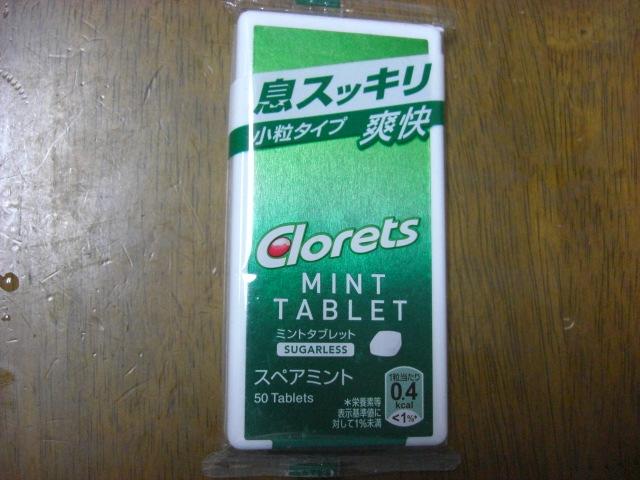 息スッキリ
小粒タイプ 爽快
Clorets
MINT
TABLET
ミントタブレット
SUGARLESS
スペアミント
50 Tablets
1粒当たり
0.4
kcal
<1%*
＊栄養素等
表示基準値に
対して1%未満